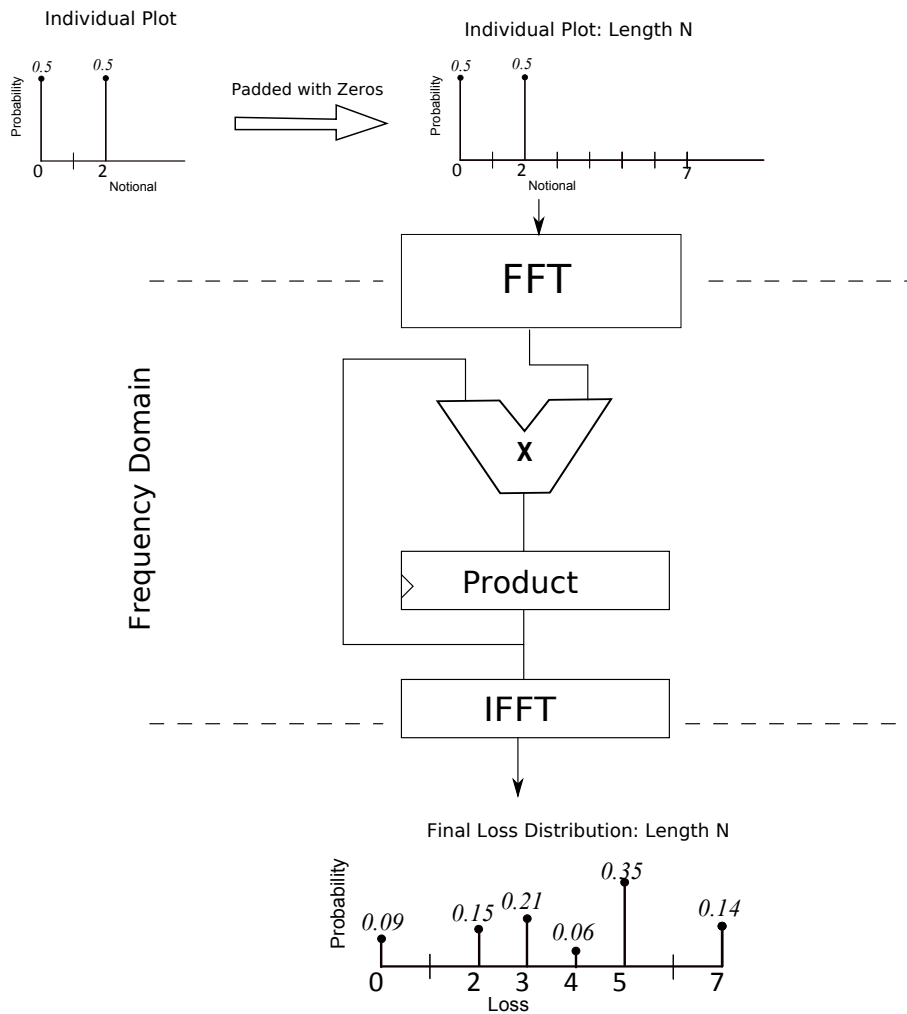 Individual Plot
0.5 0.5
Probability
0 2
Notional
Padded with Zeros
Individual Plot: Length N
0.5 0.5
Probability
0 2 7
Notional
FFT
Frequency Domain
X
Product
IFFT
Final Loss Distribution: Length N
Probability
0.09 0.15 0.21 0.06 0.35 0.14
0 2 3 4 5 7
Loss